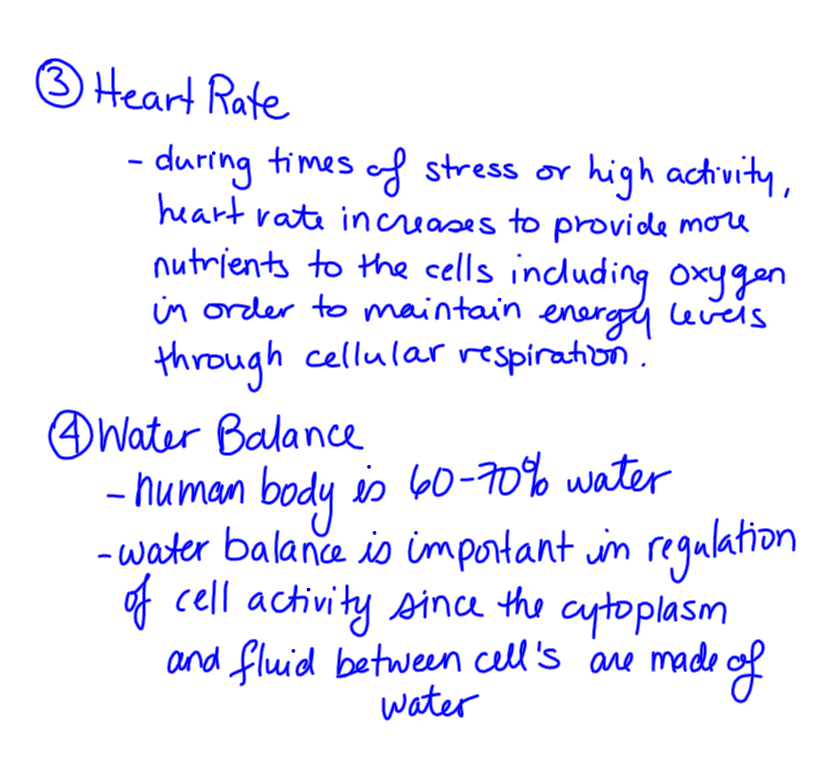 ③ Heart Rate
- during times of stress or high activity,
heart rate increases to provide more
nutrients to the cells including oxygen
in order to maintain energy levels
through cellular respiration.
④ Water Balance
- human body is 60-70% water
- water balance is important in regulation
of cell activity since the cytoplasm
and fluid between cell's are made of
water